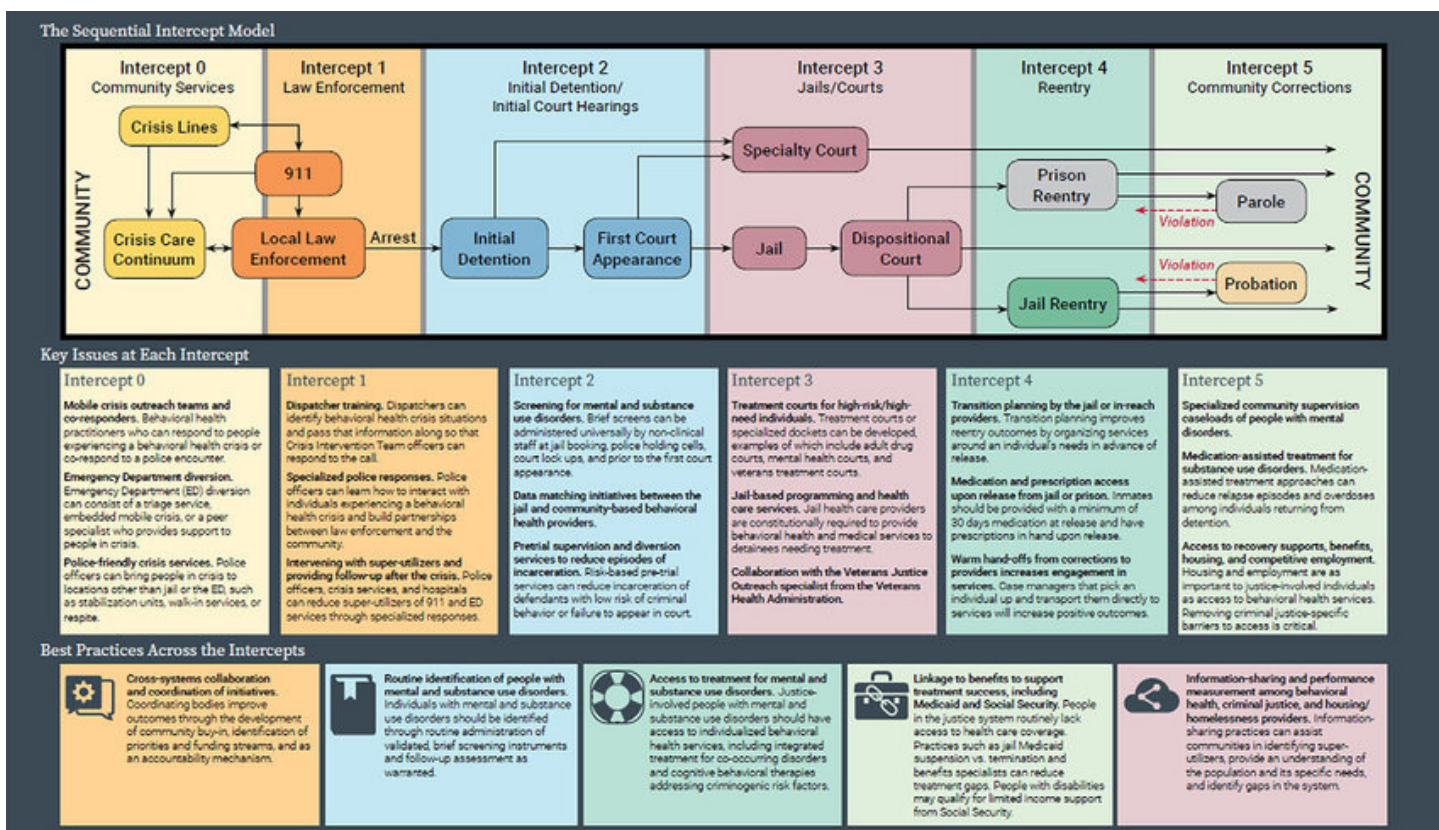 The Sequential Intercept Model
Intercept 0
Community Services
Intercept 1
Law Enforcement
Intercept 2
Initial Detention/
Initial Court Hearings
Intercept 3
Jails/Courts
Intercept 4
Reentry
Intercept 5
Community Corrections
COMMUNITY
Crisis Lines
911
Crisis Care
Continuum
Local Law
Enforcement
Arrest
Initial
Detention
First Court
Appearance
Specialty Court
Jail
Dispositional
Court
Prison
Reentry
Parole
Violation
Violation
Probation
Jail Reentry
COMMUNITY
Key Issues at Each Intercept
Intercept 0
Mobile crisis outreach teams and
co-responders. Behavioral health
practitioners who can respond to people
experiencing a behavioral health crisis or
co-respond to a police encounter.
Emergency Department diversion.
Emergency Department (ED) diversion
can consist of a triage service,
embedded mobile crisis, or a peer
specialist who provides support to
people in crisis.
Police-friendly crisis services. Police
officers can bring people in crisis to
locations other than jail or the ED, such
as stabilization units, walk-in services, or
respite.
Intercept 1
Dispatcher training. Dispatchers can
identify behavioral health crisis situations
and pass that information along so that
Crisis Intervention Team officers can
respond to the call.
Specialized police responses. Police
officers can learn how to interact with
individuals experiencing a behavioral
health crisis and build partnerships
between law enforcement and the
community.
Intervening with super-utilizers and
providing follow-up after the crisis. Police
officers, crisis services, and hospitals
can reduce super-utilizers of 911 and ED
services through specialized responses.
Intercept 2
Screening for mental and substance
use disorders. Brief screens can be
administered universally by non-clinical
staff at jail booking, police holding cells,
court lock ups, and prior to the first court
appearance.
Data matching initiatives between the
jail and community-based behavioral
health providers.
Pretrial supervision and diversion
services to reduce episodes of
incarceration. Risk-based pre-trial
services can reduce incarceration of
defendants with low risk of criminal
behavior or failure to appear in court.
Intercept 3
Treatment courts for high-risk/high-
need individuals. Treatment courts or
specialized dockets can be developed,
examples of which include adult drug
courts, mental health courts, and
veterans treatment courts.
Jail-based programming and health
care services. Jail health care providers
are constitutionally required to provide
behavioral health and medical services to
detainees needing treatment.
Collaboration with the Veterans Justice
Outreach specialist from the Veterans
Health Administration.
Intercept 4
Transition planning by the jail or in-reach
providers. Transition planning improves
reentry outcomes by organizing services
around an individual's needs in advance of
release.
Medication and prescription access
upon release from jail or prison. Inmates
should be provided with a minimum of
30 days medication at release and have
prescriptions in hand upon release.
Warm hand-offs from corrections to
providers increases engagement in
services. Case managers that pick an
individual up and transport them directly to
services will increase positive outcomes.
Intercept 5
Specialized community supervision
caseloads of people with mental
disorders.
Medication-assisted treatment for
substance use disorders. Medication-
assisted treatment approaches can
reduce relapse episodes and overdoses
among individuals returning from
detention.
Access to recovery supports, benefits,
housing, and competitive employment.
Housing and employment are as
important to justice-involved individuals
as access to behavioral health services.
Removing criminal justice-specific
barriers to access is critical.
Best Practices Across the Intercepts
Cross-systems collaboration
and coordination of initiatives.
Coordinating bodies improve
outcomes through the development
of community buy-in, identification of
priorities and funding streams, and as
an accountability mechanism.
Routine identification of people with
mental and substance use disorders.
Individuals with mental and substance
use disorders should be identified
through routine administration of
validated, brief screening instruments
and follow-up assessment as
warranted.
Access to treatment for mental and
substance use disorders. Justice-
involved people with mental and
substance use disorders should have
access to individualized behavioral
health services, including integrated
treatment for co-occurring disorders
and cognitive behavioral therapies
addressing criminogenic risk factors.
Linkage to benefits to support
treatment success, including
Medicaid and Social Security. People
in the justice system routinely lack
access to health care coverage.
Practices such as jail Medicaid
suspension vs. termination and
benefits specialists can reduce
treatment gaps. People with disabilities
may qualify for limited income support
from Social Security.
Information-sharing and performance
measurement among behavioral
health, criminal justice, and housing/
homelessness providers. Information-
sharing practices can assist
communities in identifying super-
utilizers, provide an understanding of
the population and its specific needs,
and identify gaps in the system.